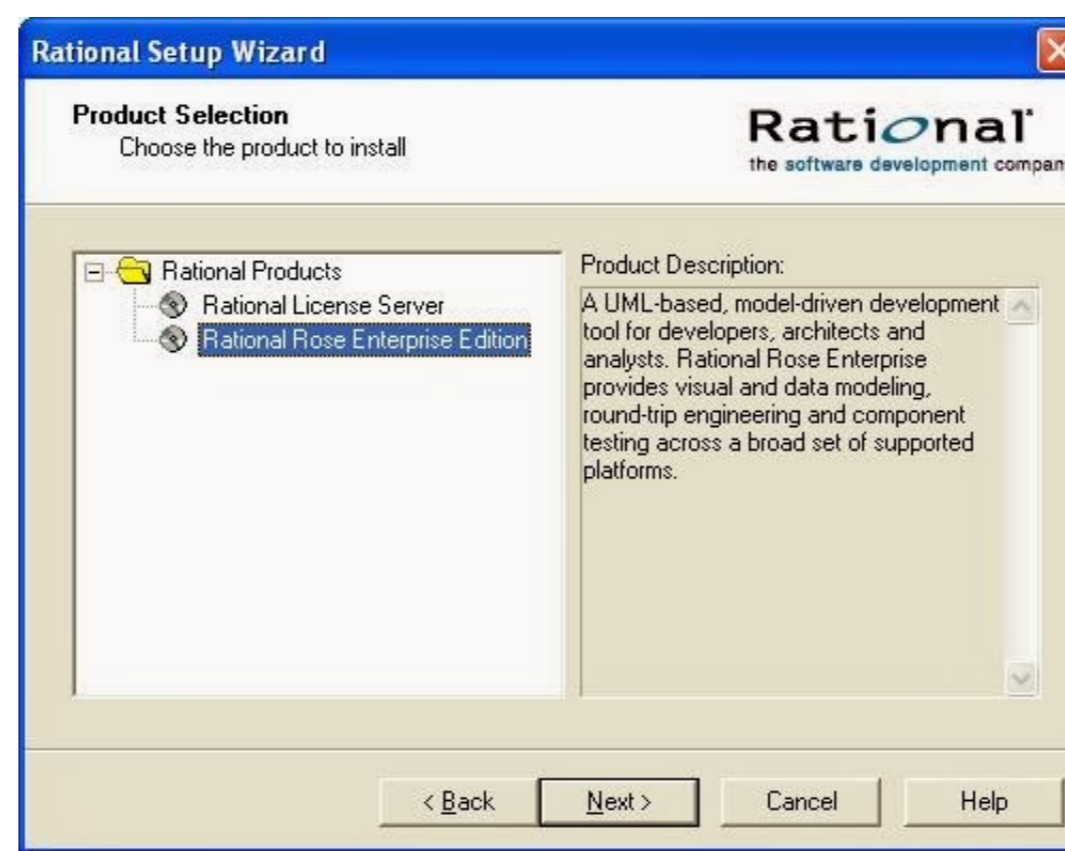 Rational Setup Wizard
Product Selection
Choose the product to install
Rational
the software development compan
Rational Products
Rational License Server
Rational Rose Enterprise Edition
Product Description:
A UML-based, model-driven development
tool for developers, architects and
analysts. Rational Rose Enterprise
provides visual and data modeling,
round-trip engineering and component
testing across a broad set of supported
platforms.
< Back
Next >
Cancel
Help